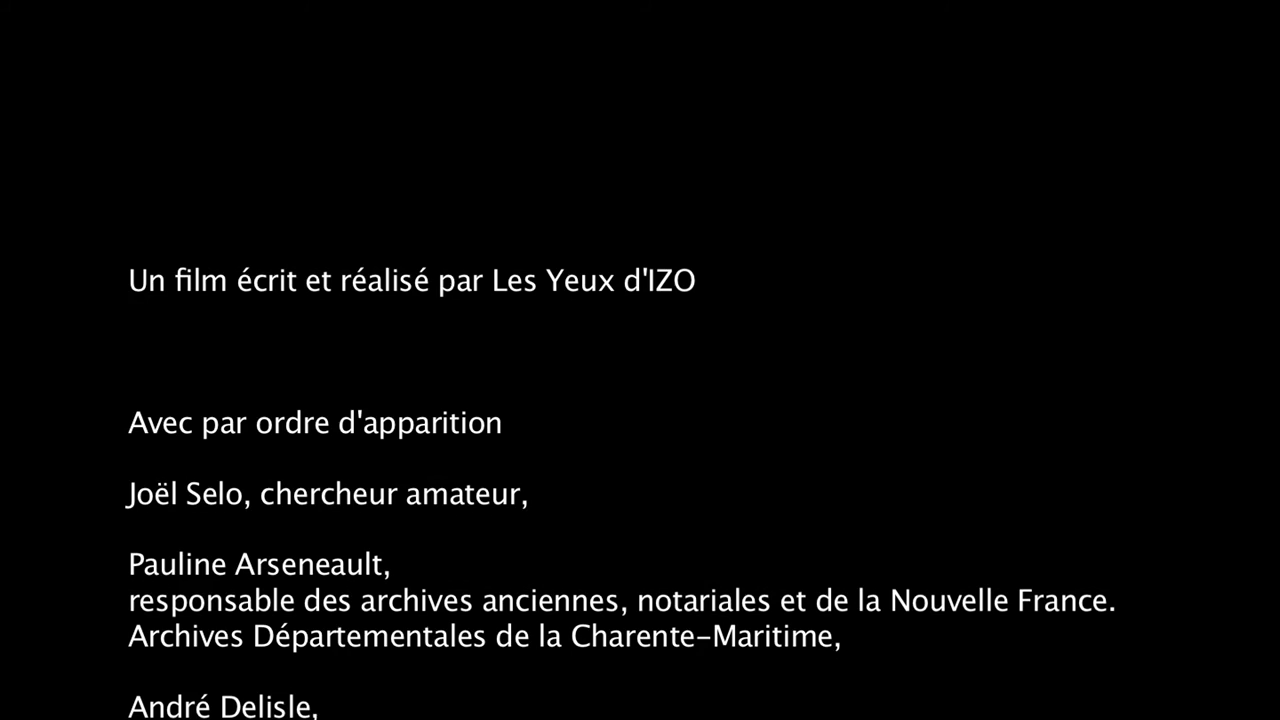 Un film écrit et réalisé par Les Yeux d'IZO
Avec par ordre d'apparition
Joël Selo, chercheur amateur,
Pauline Arseneault,
responsable des archives anciennes, notariales et de la Nouvelle France.
Archives Départementales de la Charente-Maritime,
André Delisle,